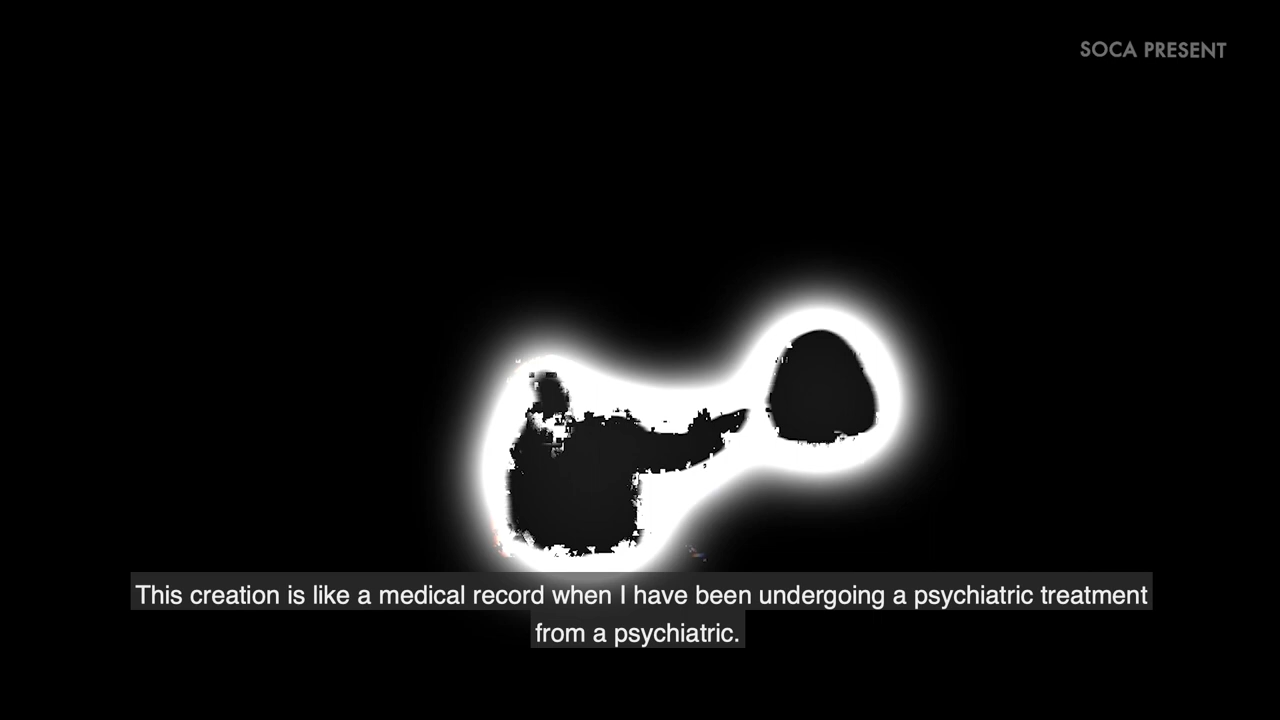 SOCA PRESENT
This creation is like a medical record when I have been undergoing a psychiatric treatment
from a psychiatric.